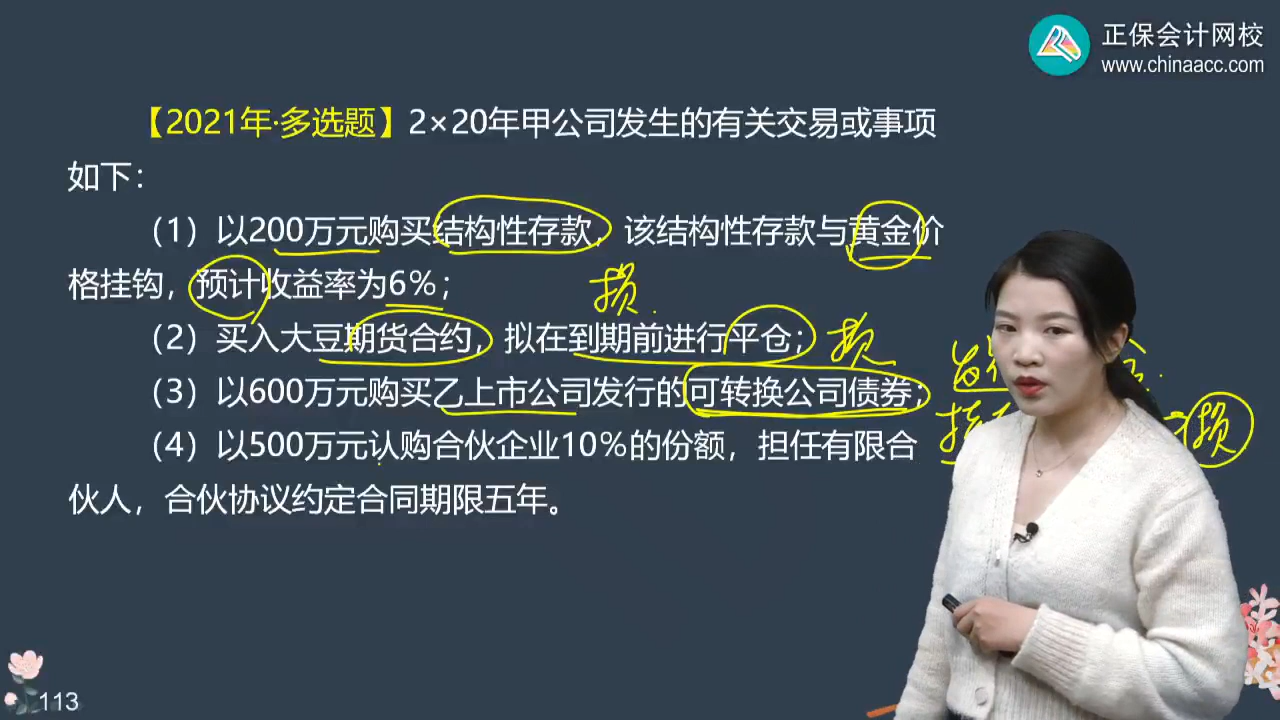 正保会计网校
www.chinaacc.com
【2021年·多选题】2×20年甲公司发生的有关交易或事项
如下：
（1）以200万元购买结构性存款，该结构性存款与黄金价
格挂钩，预计收益率为6%；
损
（2）买入大豆期货合约，拟在到期前进行平仓；
损
（3）以600万元购买乙上市公司发行的可转换公司债券；
损
（4）以500万元认购合伙企业10%的份额，担任有限合
伙人，合伙协议约定合同期限五年。
113